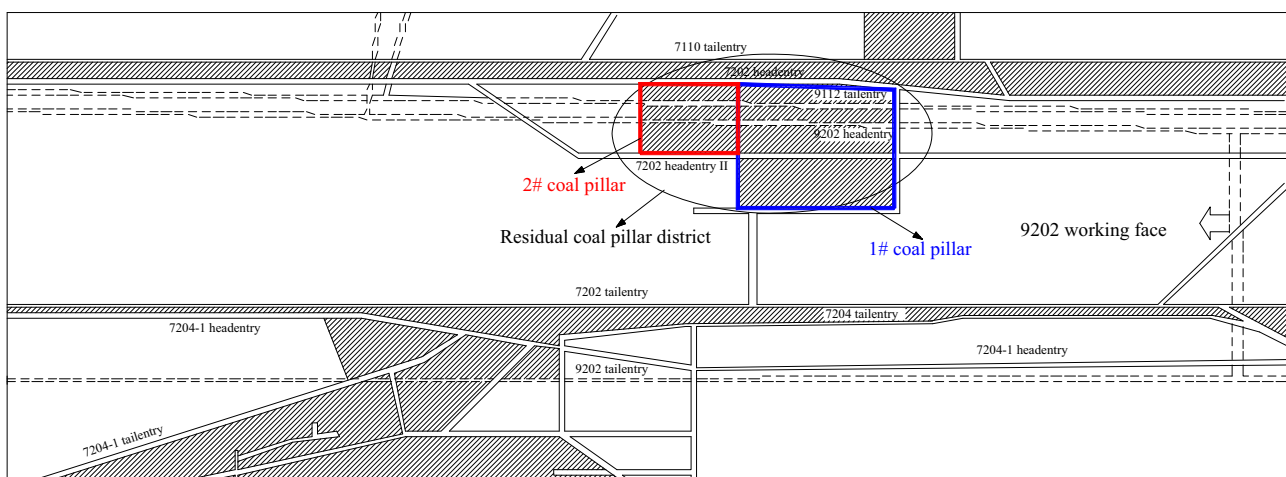 7110 tailentry
7202 headentry
9112 tailentry
9202 headentry
7202 headentry II
2# coal pillar
Residual coal pillar district
1# coal pillar
9202 working face
7202 tailentry
7204-1 headentry
7204 tailentry
7204-1 headentry
9202 tailentry
7204-1 tailentry